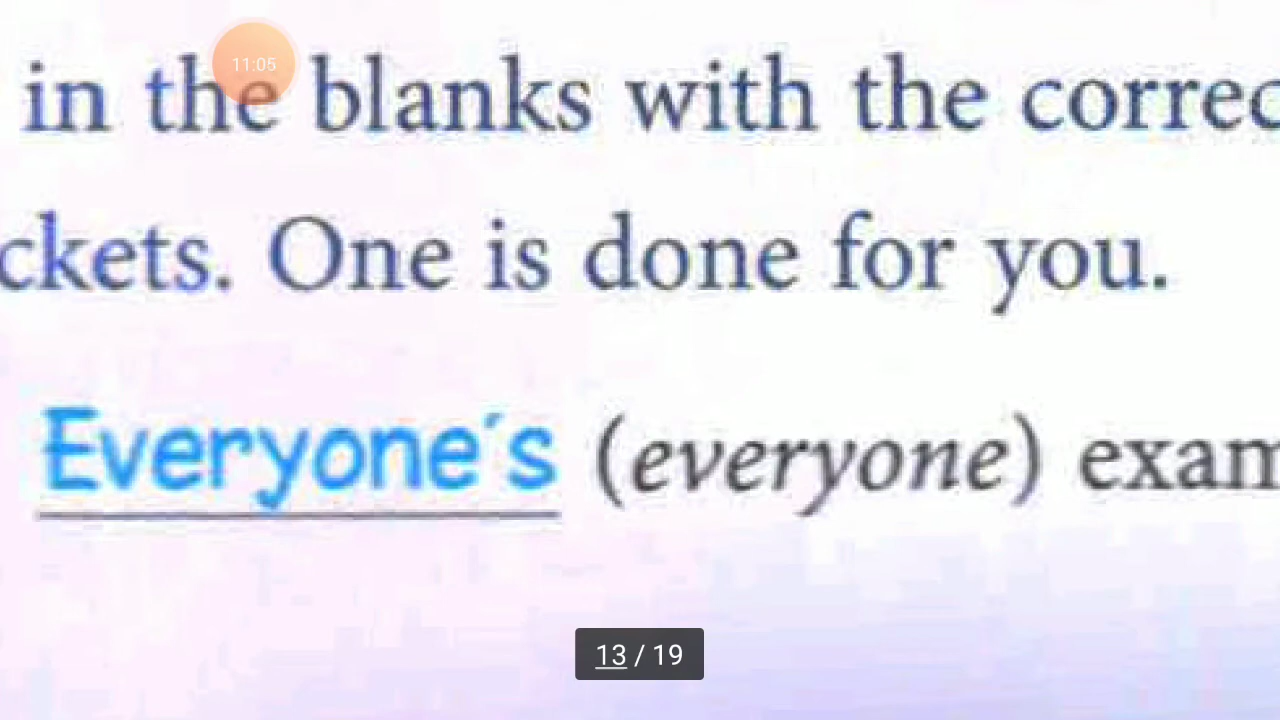 11:05
in the blanks with the correc
ckets. One is done for you.
Everyone's (everyone) exam
13 / 19